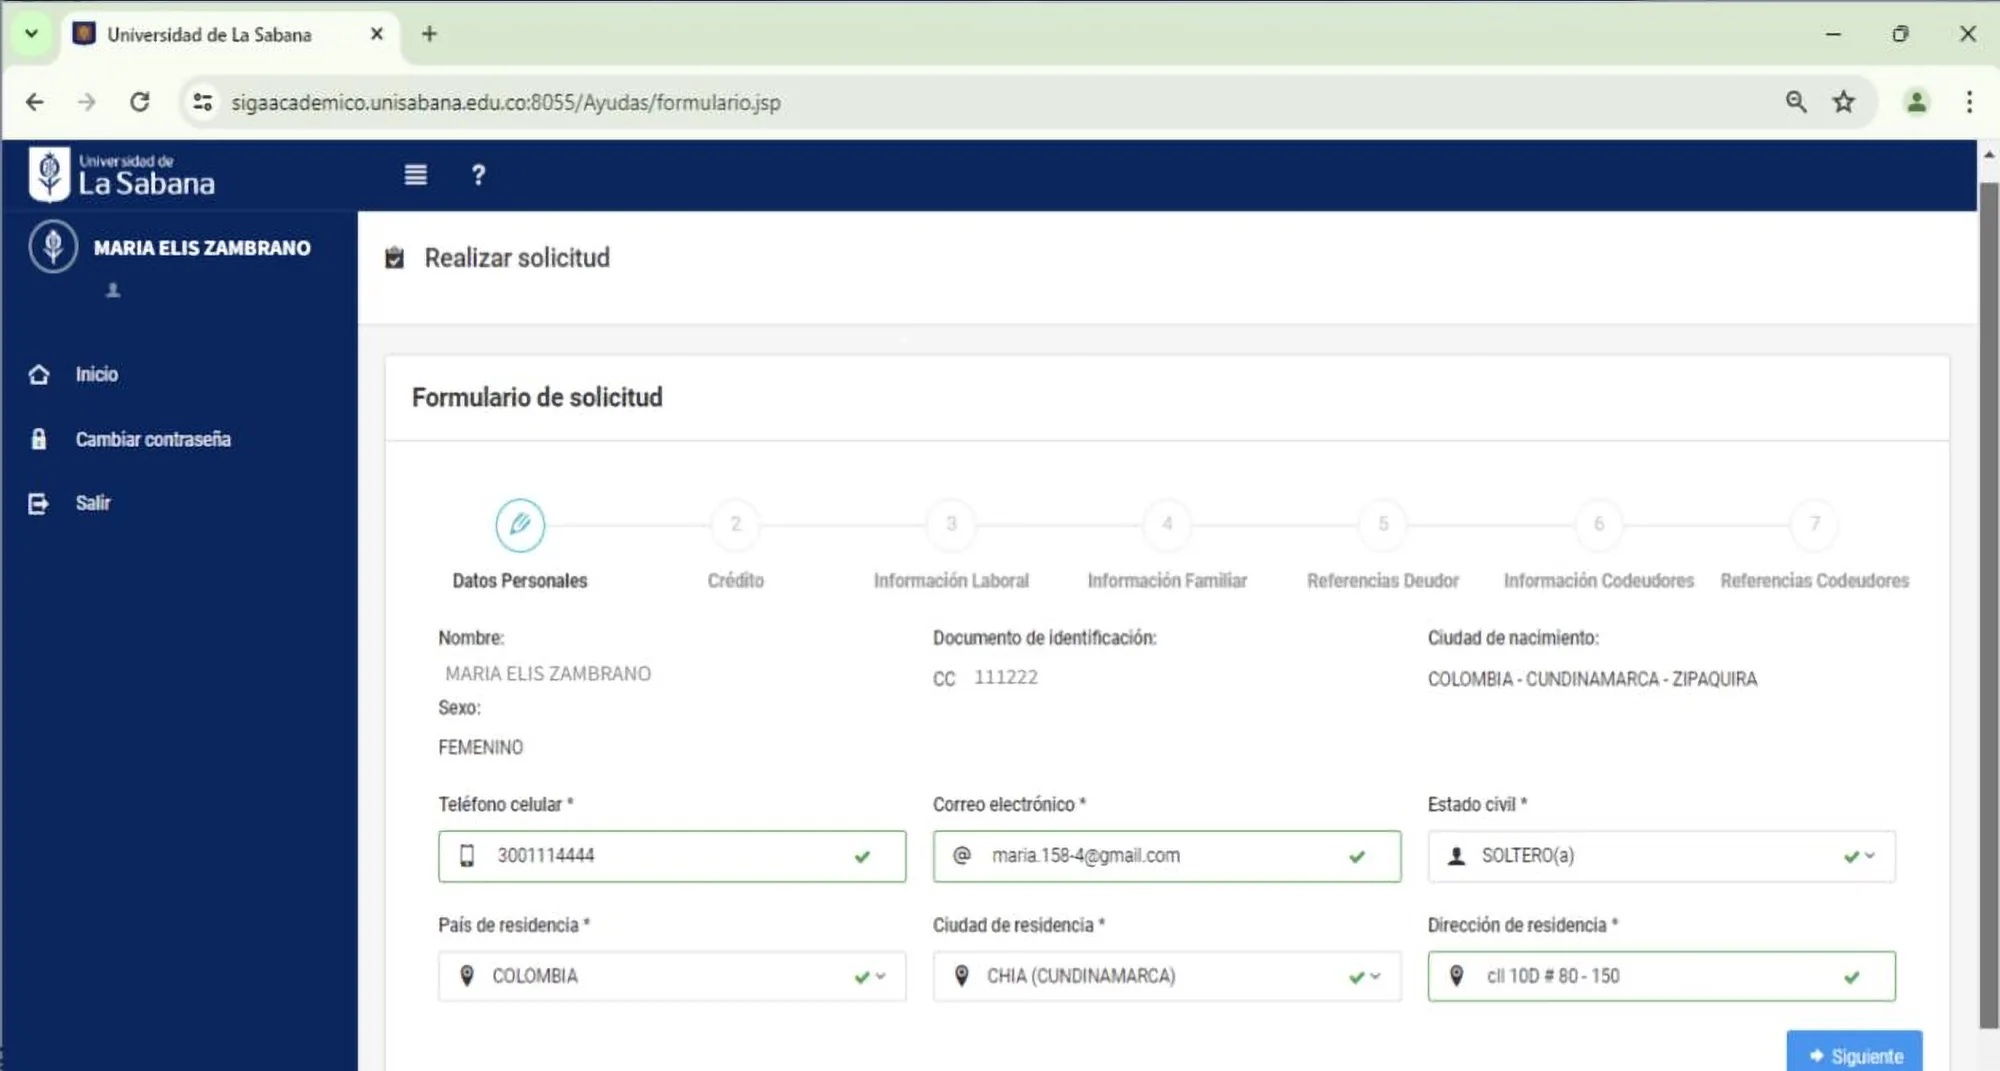 Universidad de La Sabana
sigaacademico.unisabana.edu.co:8055/Ayudas/formulario.jsp
Universidad de
La Sabana
?
MARIA ELIS ZAMBRANO
Inicio
Cambiar contraseña
Salir
Realizar solicitud
Formulario de solicitud
2 3 4 5 6 7
Datos Personales Crédito Información Laboral Información Familiar Referencias Deudor Información Codeudores Referencias Codeudores
Nombre: Documento de identificación: Ciudad de nacimiento:
MARIA ELIS ZAMBRANO CC 111222 COLOMBIA - CUNDINAMARCA - ZIPAQUIRA
Sexo:
FEMENINO
Teléfono celular * Correo electrónico * Estado civil *
3001114444 @ maria.158-4@gmail.com SOLTERO(a)
País de residencia * Ciudad de residencia * Dirección de residencia *
COLOMBIA CHIA (CUNDINAMARCA) cll 10D # 80 - 150
Siguiente